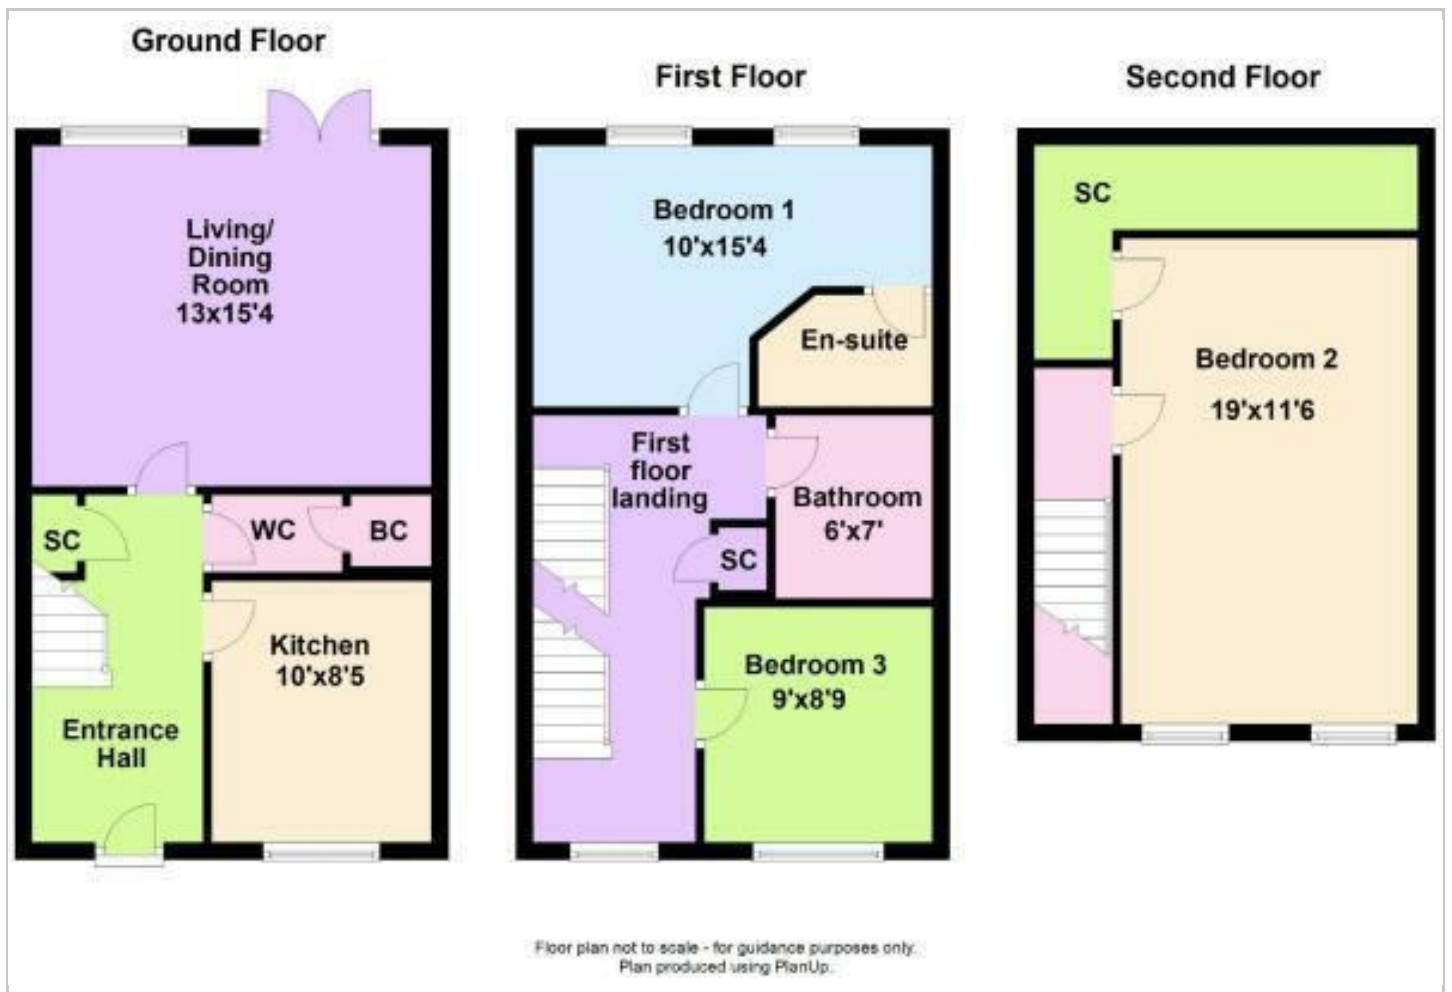 Ground Floor
Living/
Dining
Room
13x15'4
SC
WC
BC
Kitchen
10'x8'5
Entrance
Hall
First Floor
Bedroom 1
10'x15'4
En-suite
First
floor
landing
Bathroom
6'x7'
SC
Bedroom 3
9'x8'9
Second Floor
SC
Bedroom 2
19'x11'6
Floor plan not to scale - for guidance purposes only.
Plan produced using PlanUp.